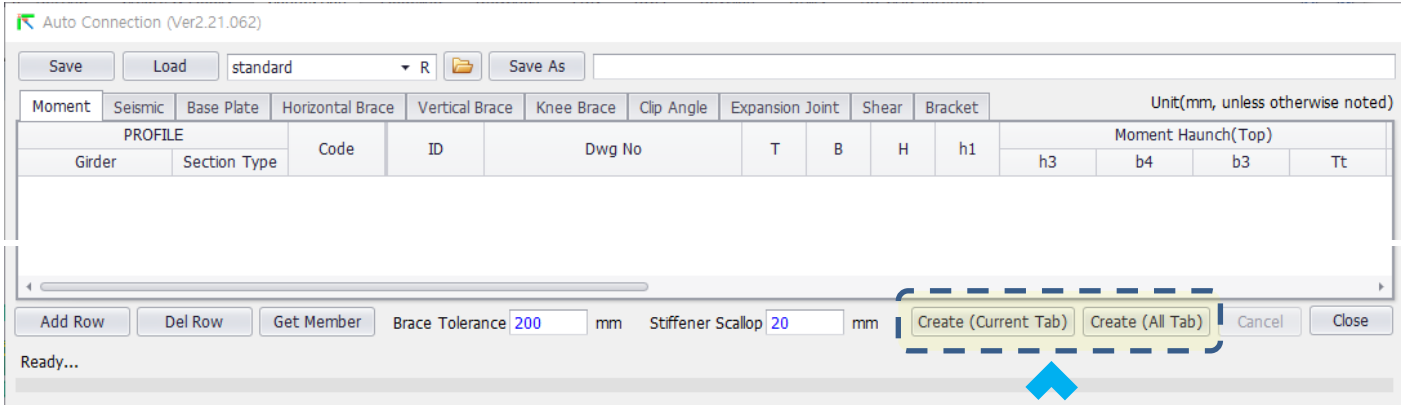 Auto Connection (Ver2.21.062)
Save Load standard R Save As
Moment Seismic Base Plate Horizontal Brace Vertical Brace Knee Brace Clip Angle Expansion Joint Shear Bracket Unit(mm, unless otherwise noted)
PROFILE Code ID Dwg No T B H h1 Moment Haunch(Top)
Girder Section Type h3 b4 b3 Tt
Add Row Del Row Get Member Brace Tolerance 200 mm Stiffener Scallop 20 mm Create (Current Tab) Create (All Tab) Cancel Close
Ready...